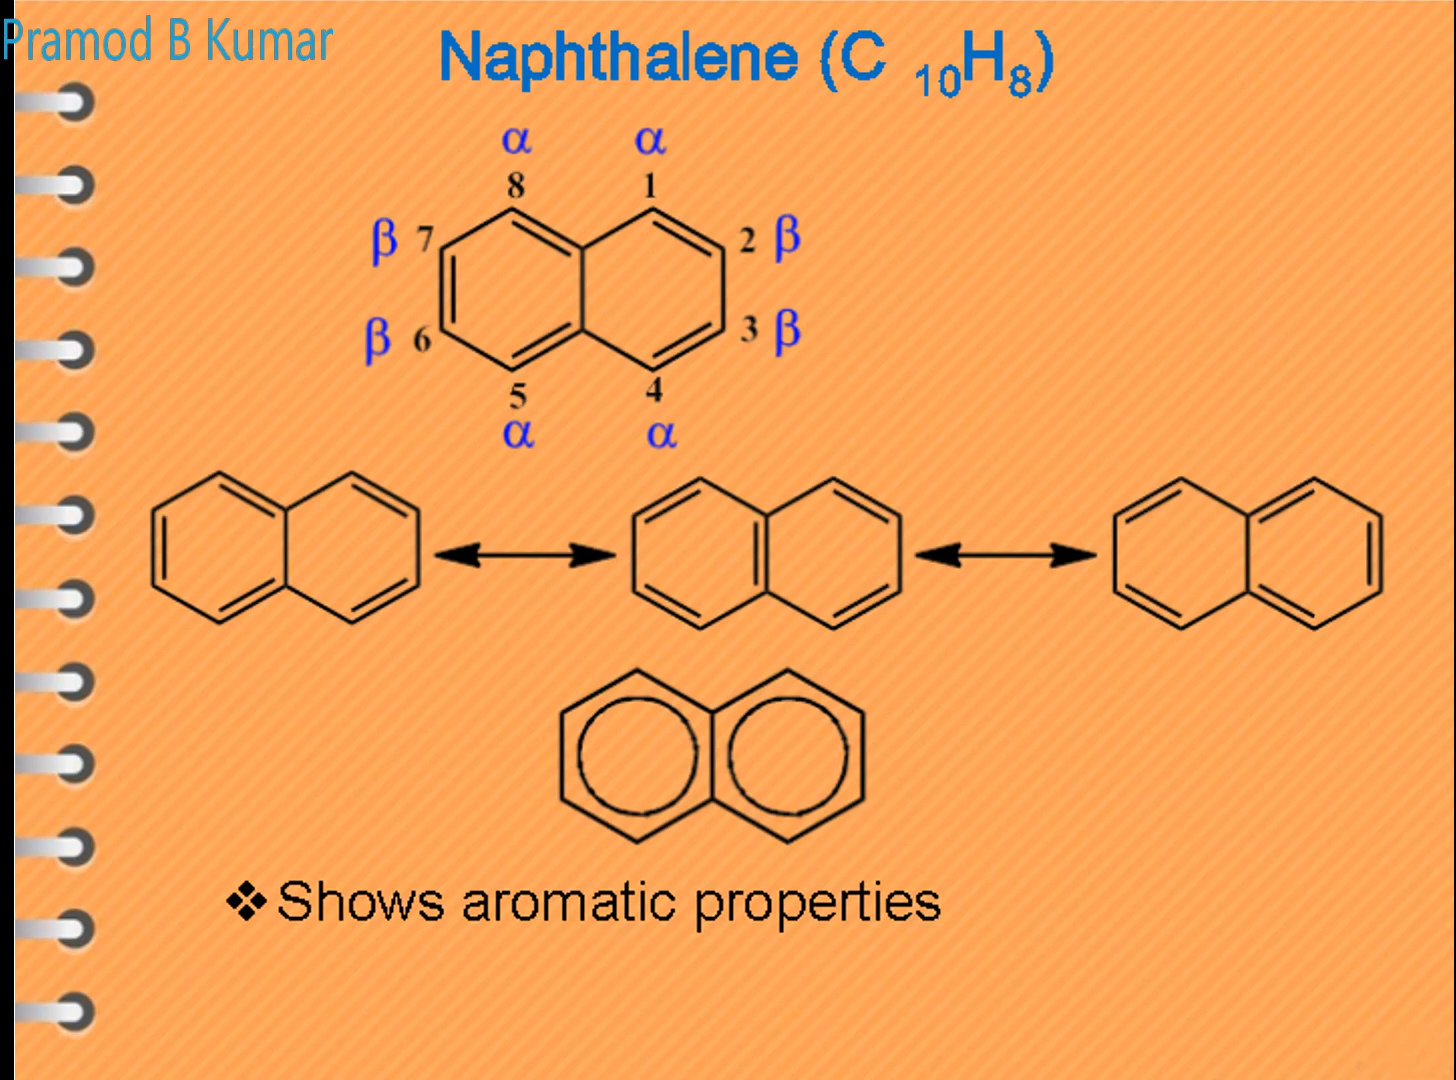 Pramod B Kumar
Naphthalene (C ₁₀H₈)
α α
8 1
β 7 2 β
β 6 3 β
5 4
α α
❖ Shows aromatic properties